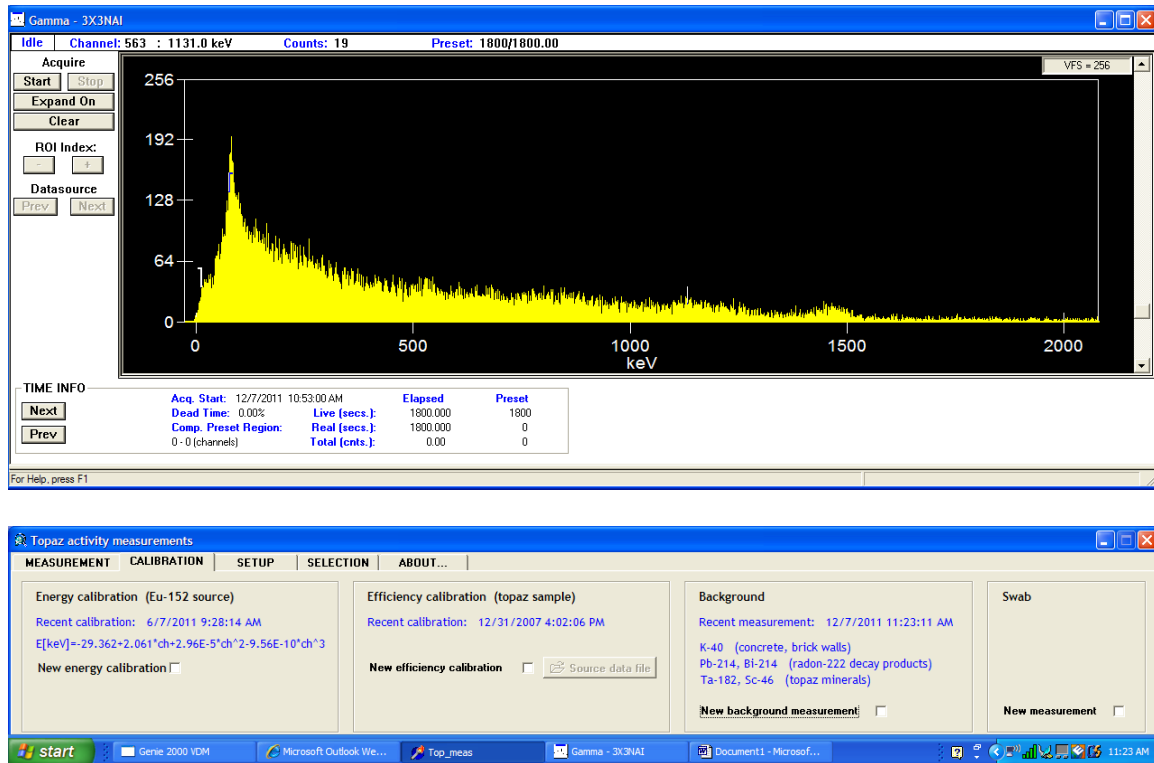 Gamma - 3X3NAI
Idle Channel: 563 : 1131.0 keV Counts: 19 Preset: 1800/1800.00
Acquire
Start Stop
Expand On
Clear
ROI Index:
- +
Datasource
Prev Next
VFS = 256
256
192
128
64
0
0 500 1000 1500 2000
keV
TIME INFO
Next
Prev
Acq. Start: 12/7/2011 10:53:00 AM Elapsed Preset
Dead Time: 0.00% Live (secs.): 1800.000 1800
Comp. Preset Region: Real (secs.): 1800.000 0
0 - 0 (channels) Total (cnts.): 0.00 0
For Help, press F1
Topaz activity measurements
MEASUREMENT CALIBRATION SETUP SELECTION ABOUT...
Energy calibration (Eu-152 source)
Recent calibration: 6/7/2011 9:28:14 AM
E[keV]=-29.362+2.061*ch+2.96E-5*ch^2-9.56E-10*ch^3
New energy calibration
Efficiency calibration (topaz sample)
Recent calibration: 12/31/2007 4:02:06 PM
New efficiency calibration Source data file
Background
Recent measurement: 12/7/2011 11:23:11 AM
K-40 (concrete, brick walls)
Pb-214, Bi-214 (radon-222 decay products)
Ta-182, Sc-46 (topaz minerals)
New background measurement
Swab
New measurement
start Genie 2000 VDM Microsoft Outlook We... Top_meas Gamma - 3X3NAI Document1 - Microsof... 11:23 AM